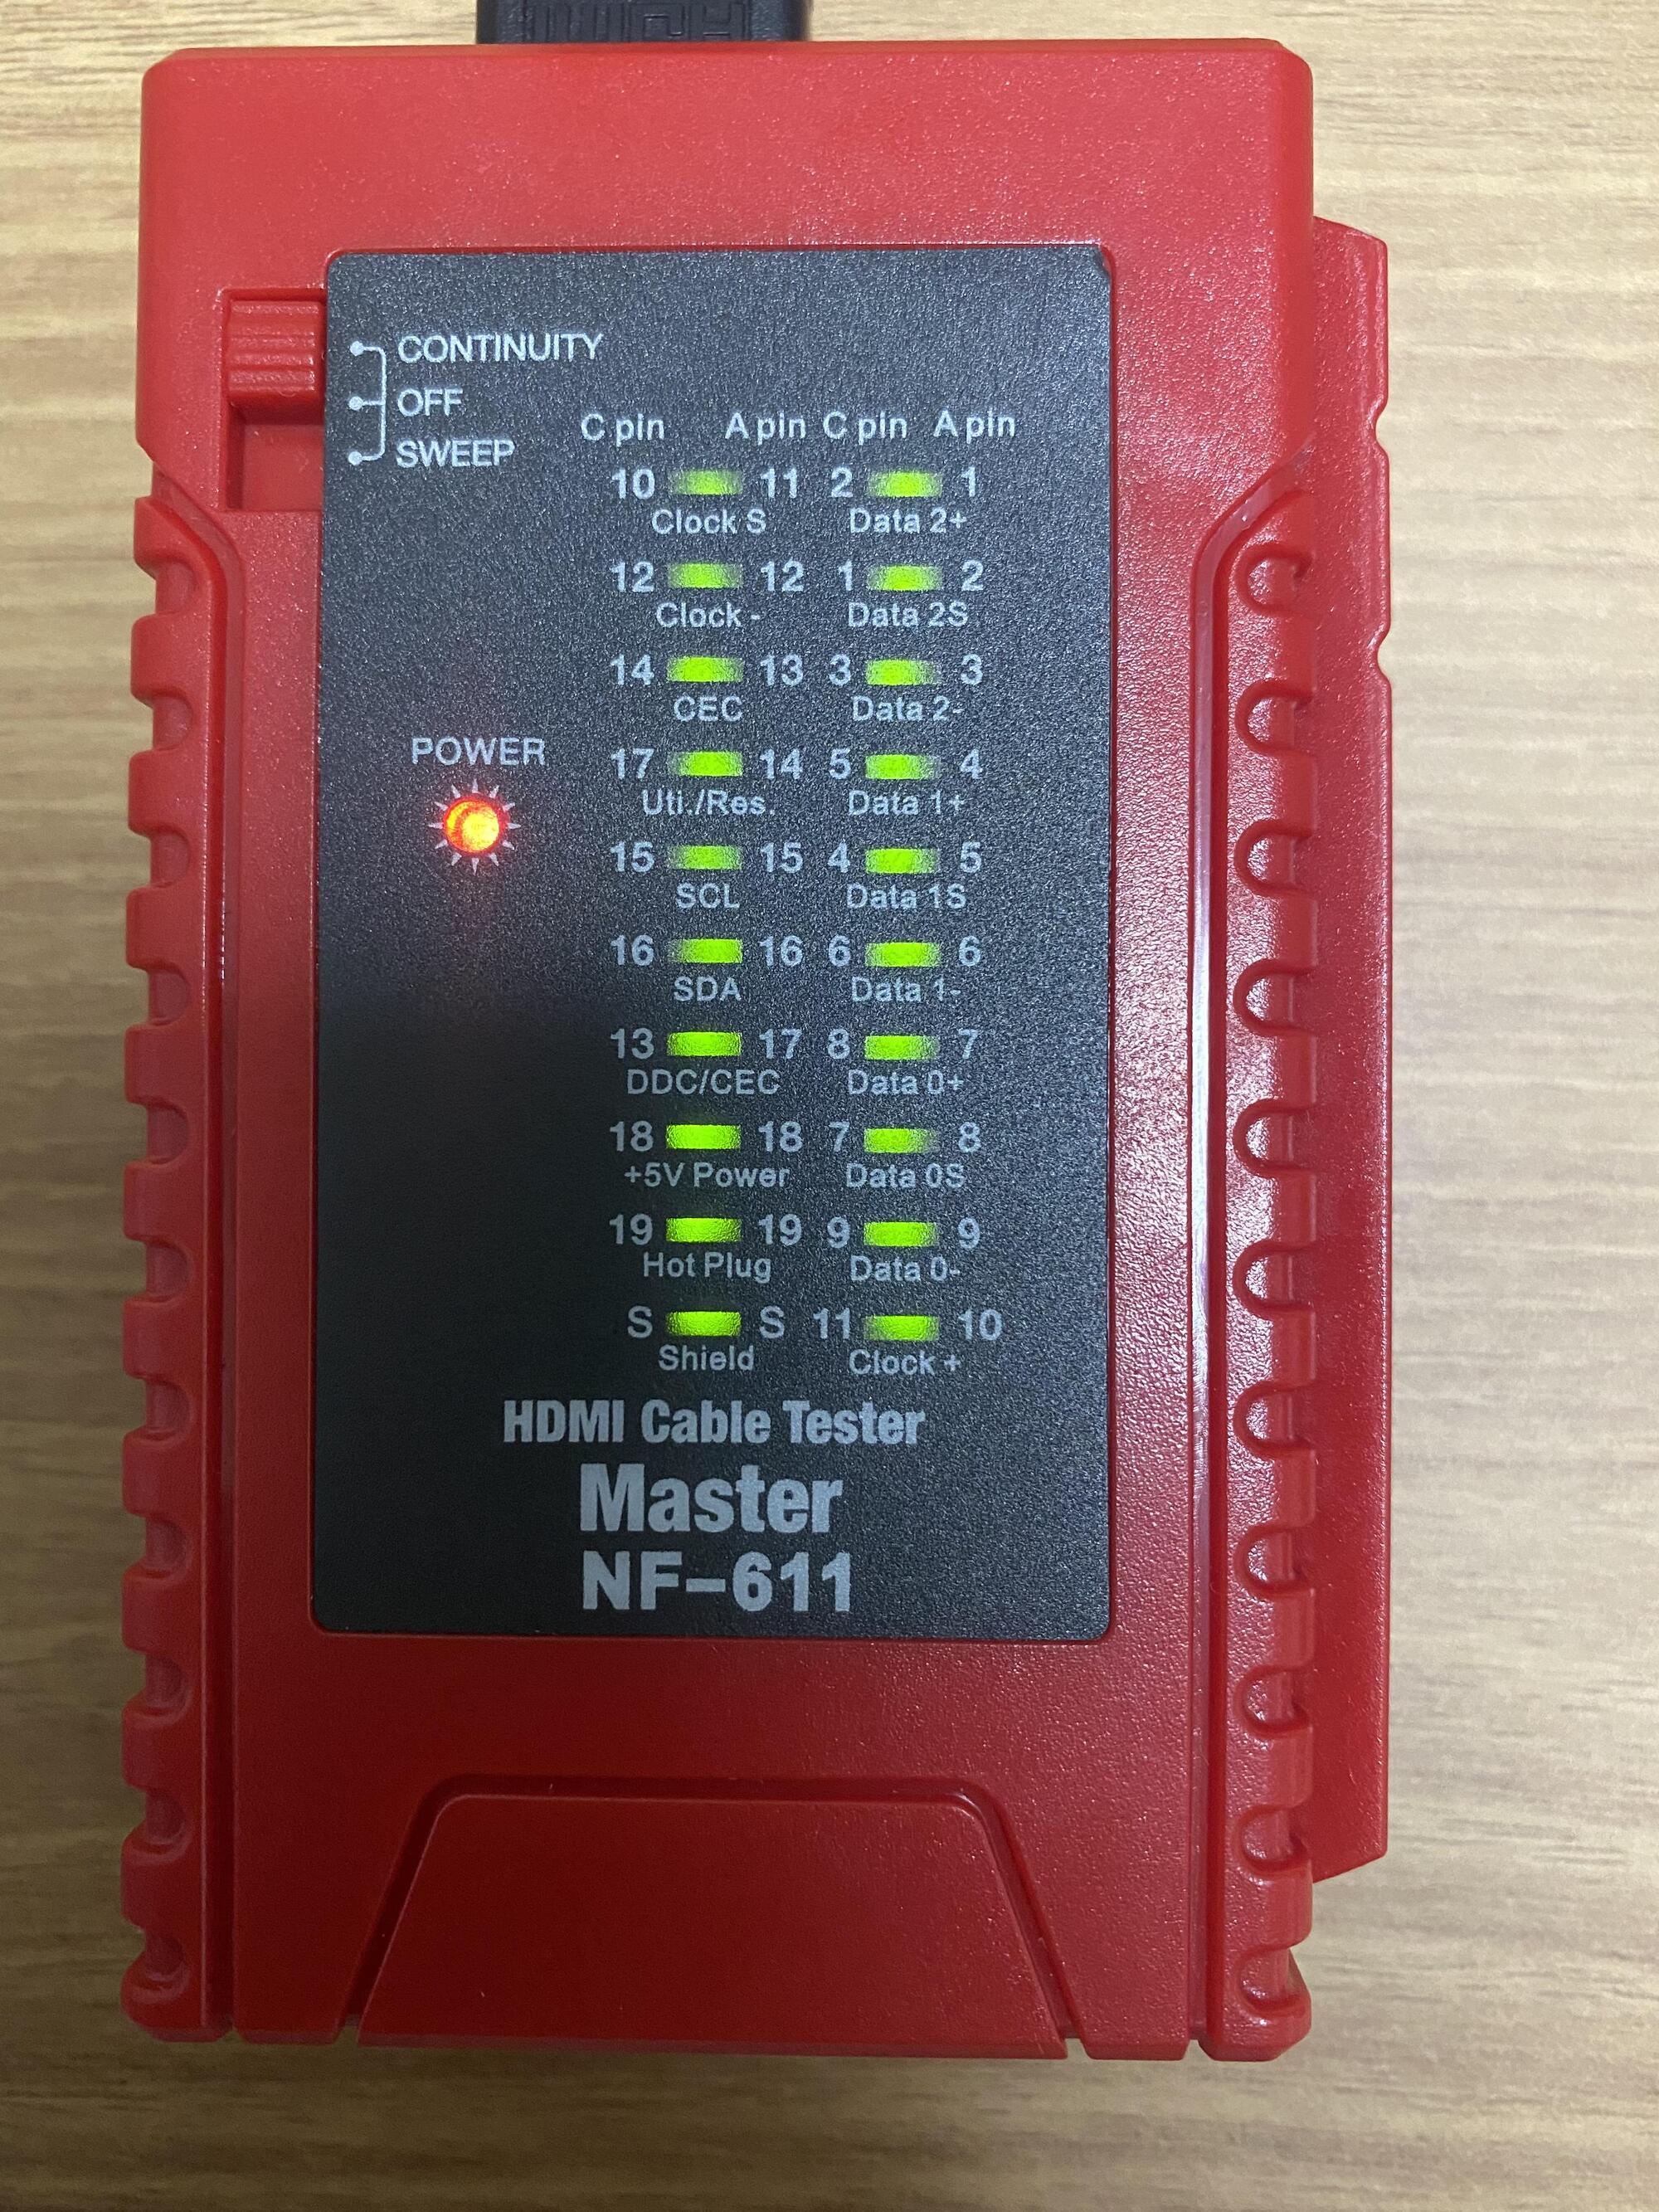 CONTINUITY
OFF
SWEEP
C pin A pin C pin A pin
10 11 2 1
Clock S Data 2+
12 12 1 2
Clock - Data 2S
14 13 3 3
CEC Data 2-
POWER
17 14 5 4
Uti./Res. Data 1+
15 15 4 5
SCL Data 1S
16 16 6 6
SDA Data 1-
13 17 8 7
DDC/CEC Data 0+
18 18 7 8
+5V Power Data 0S
19 19 9 9
Hot Plug Data 0-
S S 11 10
Shield Clock +
HDMI Cable Tester
Master
NF-611